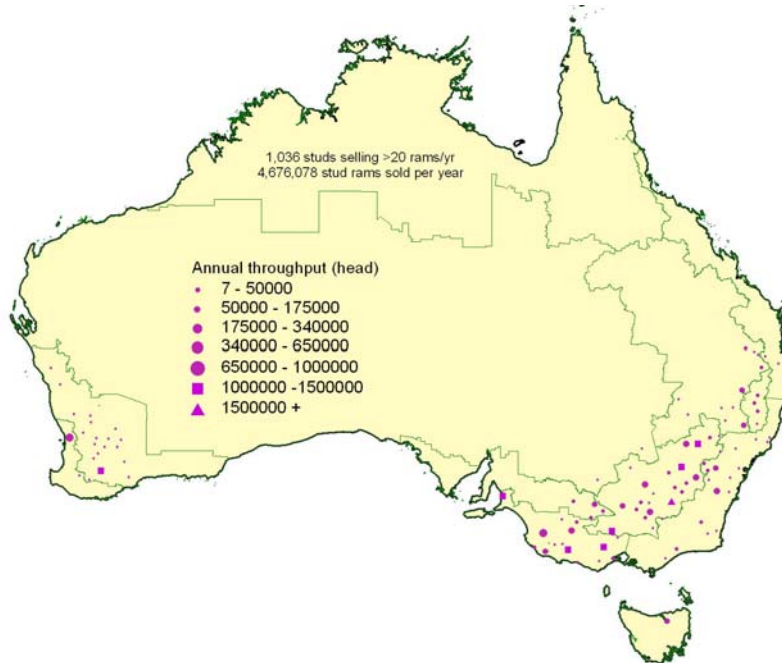 1,036 studs selling >20 rams/yr
4,676,078 stud rams sold per year
Annual throughput (head)
7 - 50000
50000 - 175000
175000 - 340000
340000 - 650000
650000 - 1000000
1000000 -1500000
1500000 +